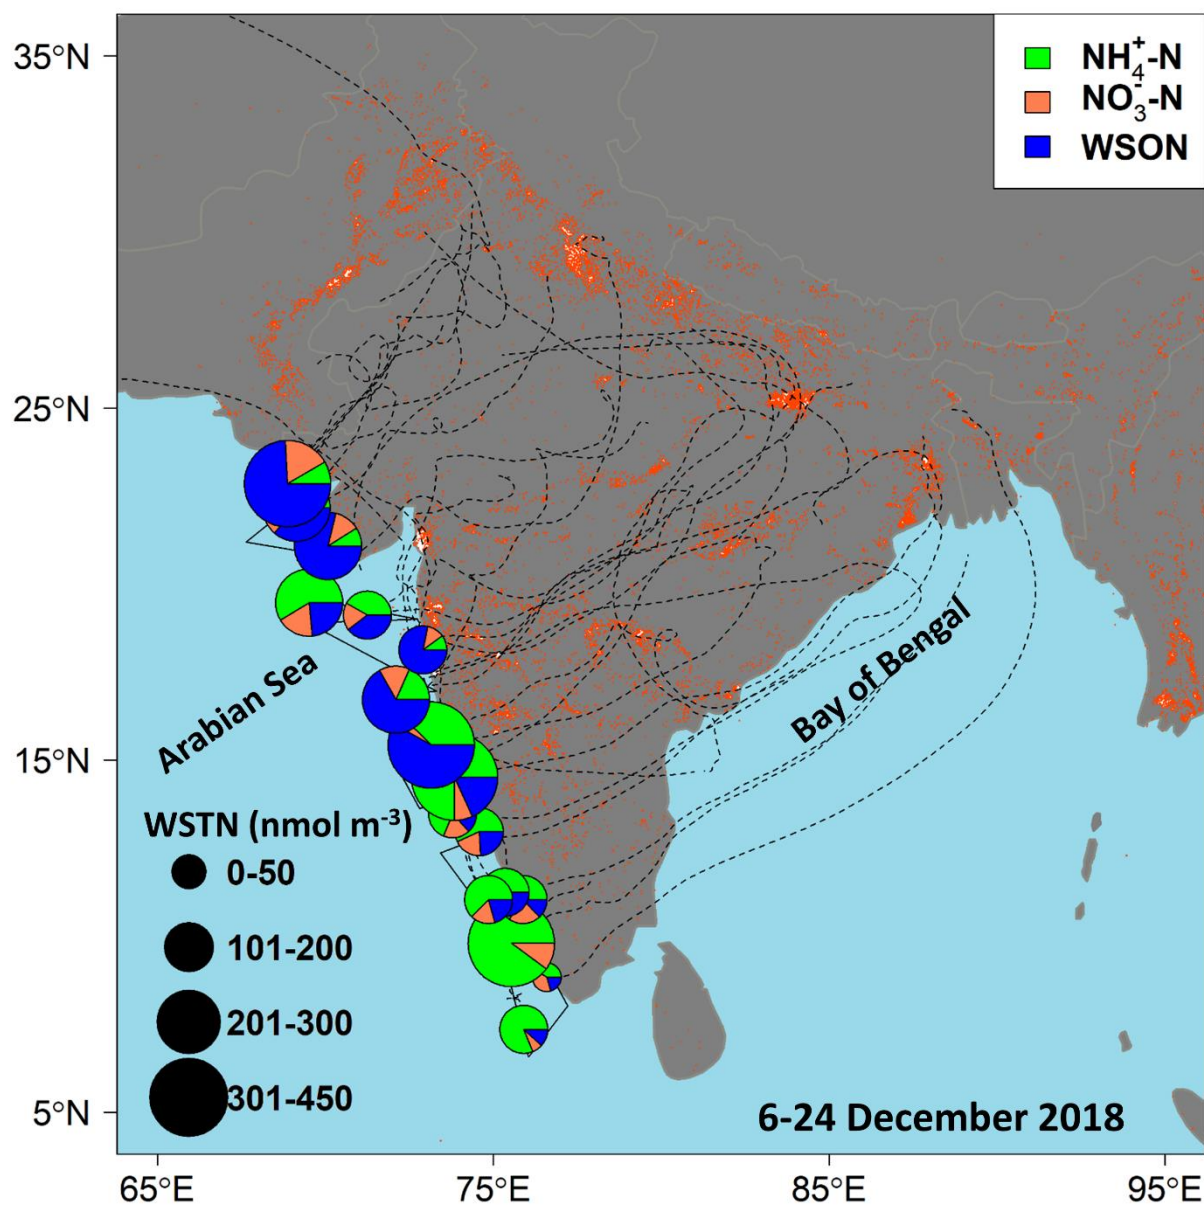 35°N
NH₄⁺-N
NO₃⁻-N
WSON
25°N
Arabian Sea
Bay of Bengal
15°N
WSTN (nmol m⁻³)
0-50
101-200
201-300
301-450
5°N
6-24 December 2018
65°E 75°E 85°E 95°E